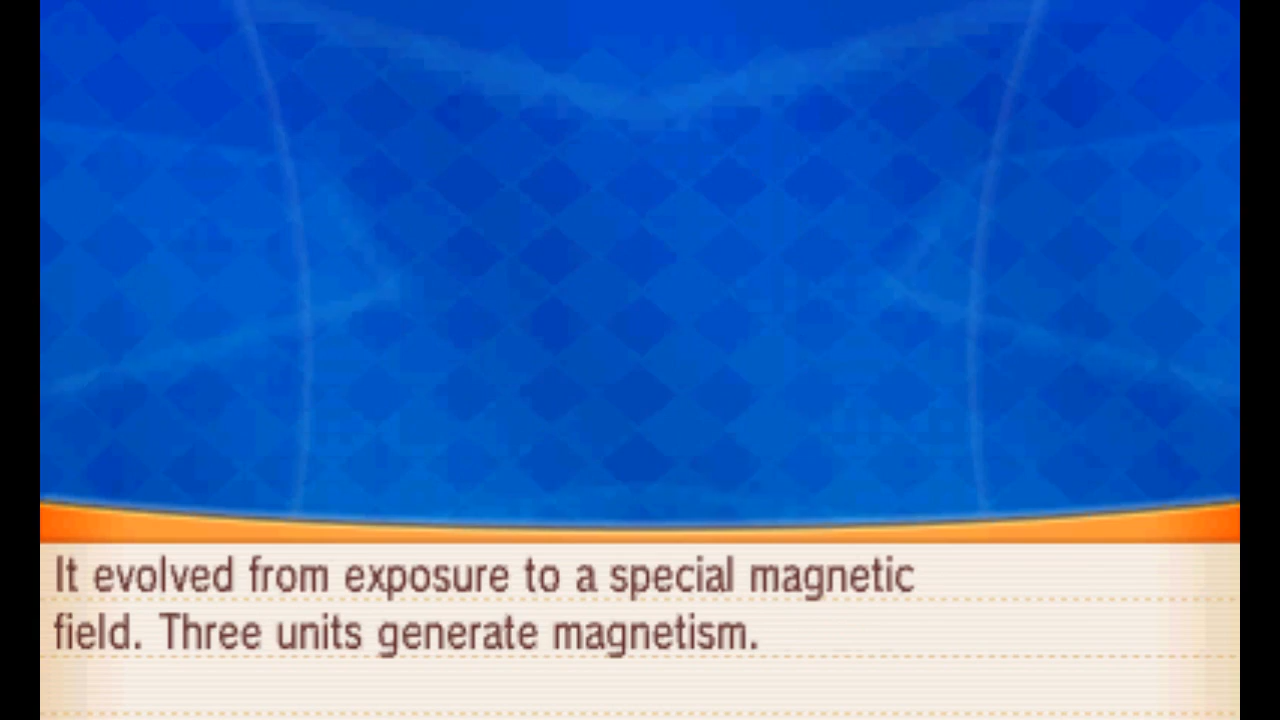 It evolved from exposure to a special magnetic
field. Three units generate magnetism.